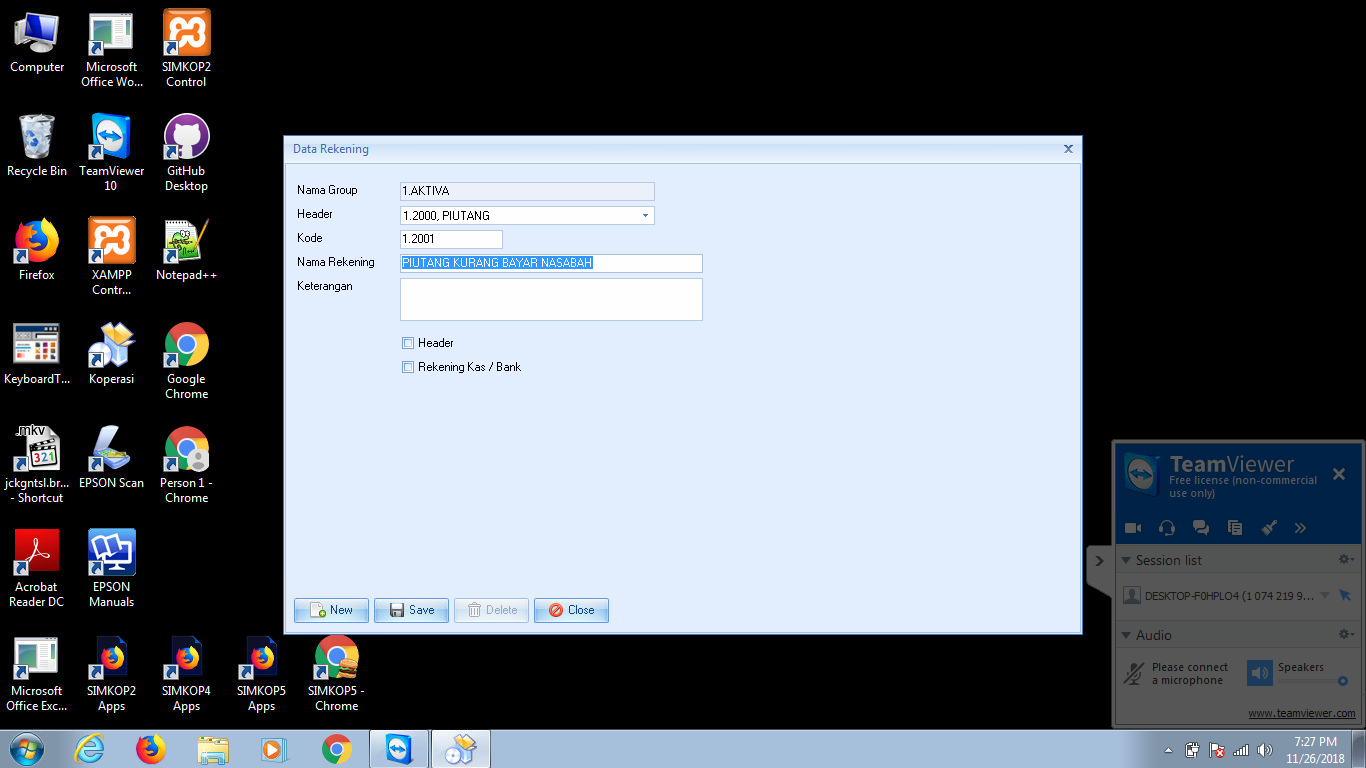 Computer
Microsoft
Office Wo...
SIMKOP2
Control
Recycle Bin
TeamViewer
10
GitHub
Desktop
Firefox
XAMPP
Contr...
Notepad++
KeyboardT...
Koperasi
Google
Chrome
.mkv
321
jckgntsl.br...
- Shortcut
EPSON Scan
Person 1 -
Chrome
Acrobat
Reader DC
EPSON
Manuals
Microsoft
Office Exc...
SIMKOP2
Apps
SIMKOP4
Apps
SIMKOP5
Apps
SIMKOP5 -
Chrome
Data Rekening
Nama Group 1.AKTIVA
Header 1.2000, PIUTANG
Kode 1.2001
Nama Rekening PIUTANG KURANG BAYAR NASABAH
Keterangan
Header
Rekening Kas / Bank
New Save Delete Close
TeamViewer
Free license (non-commercial
use only)
Session list
DESKTOP-F0HPLO4 (1 074 219 9...
Audio
Please connect
a microphone
Speakers
www.teamviewer.com
7:27 PM
11/26/2018